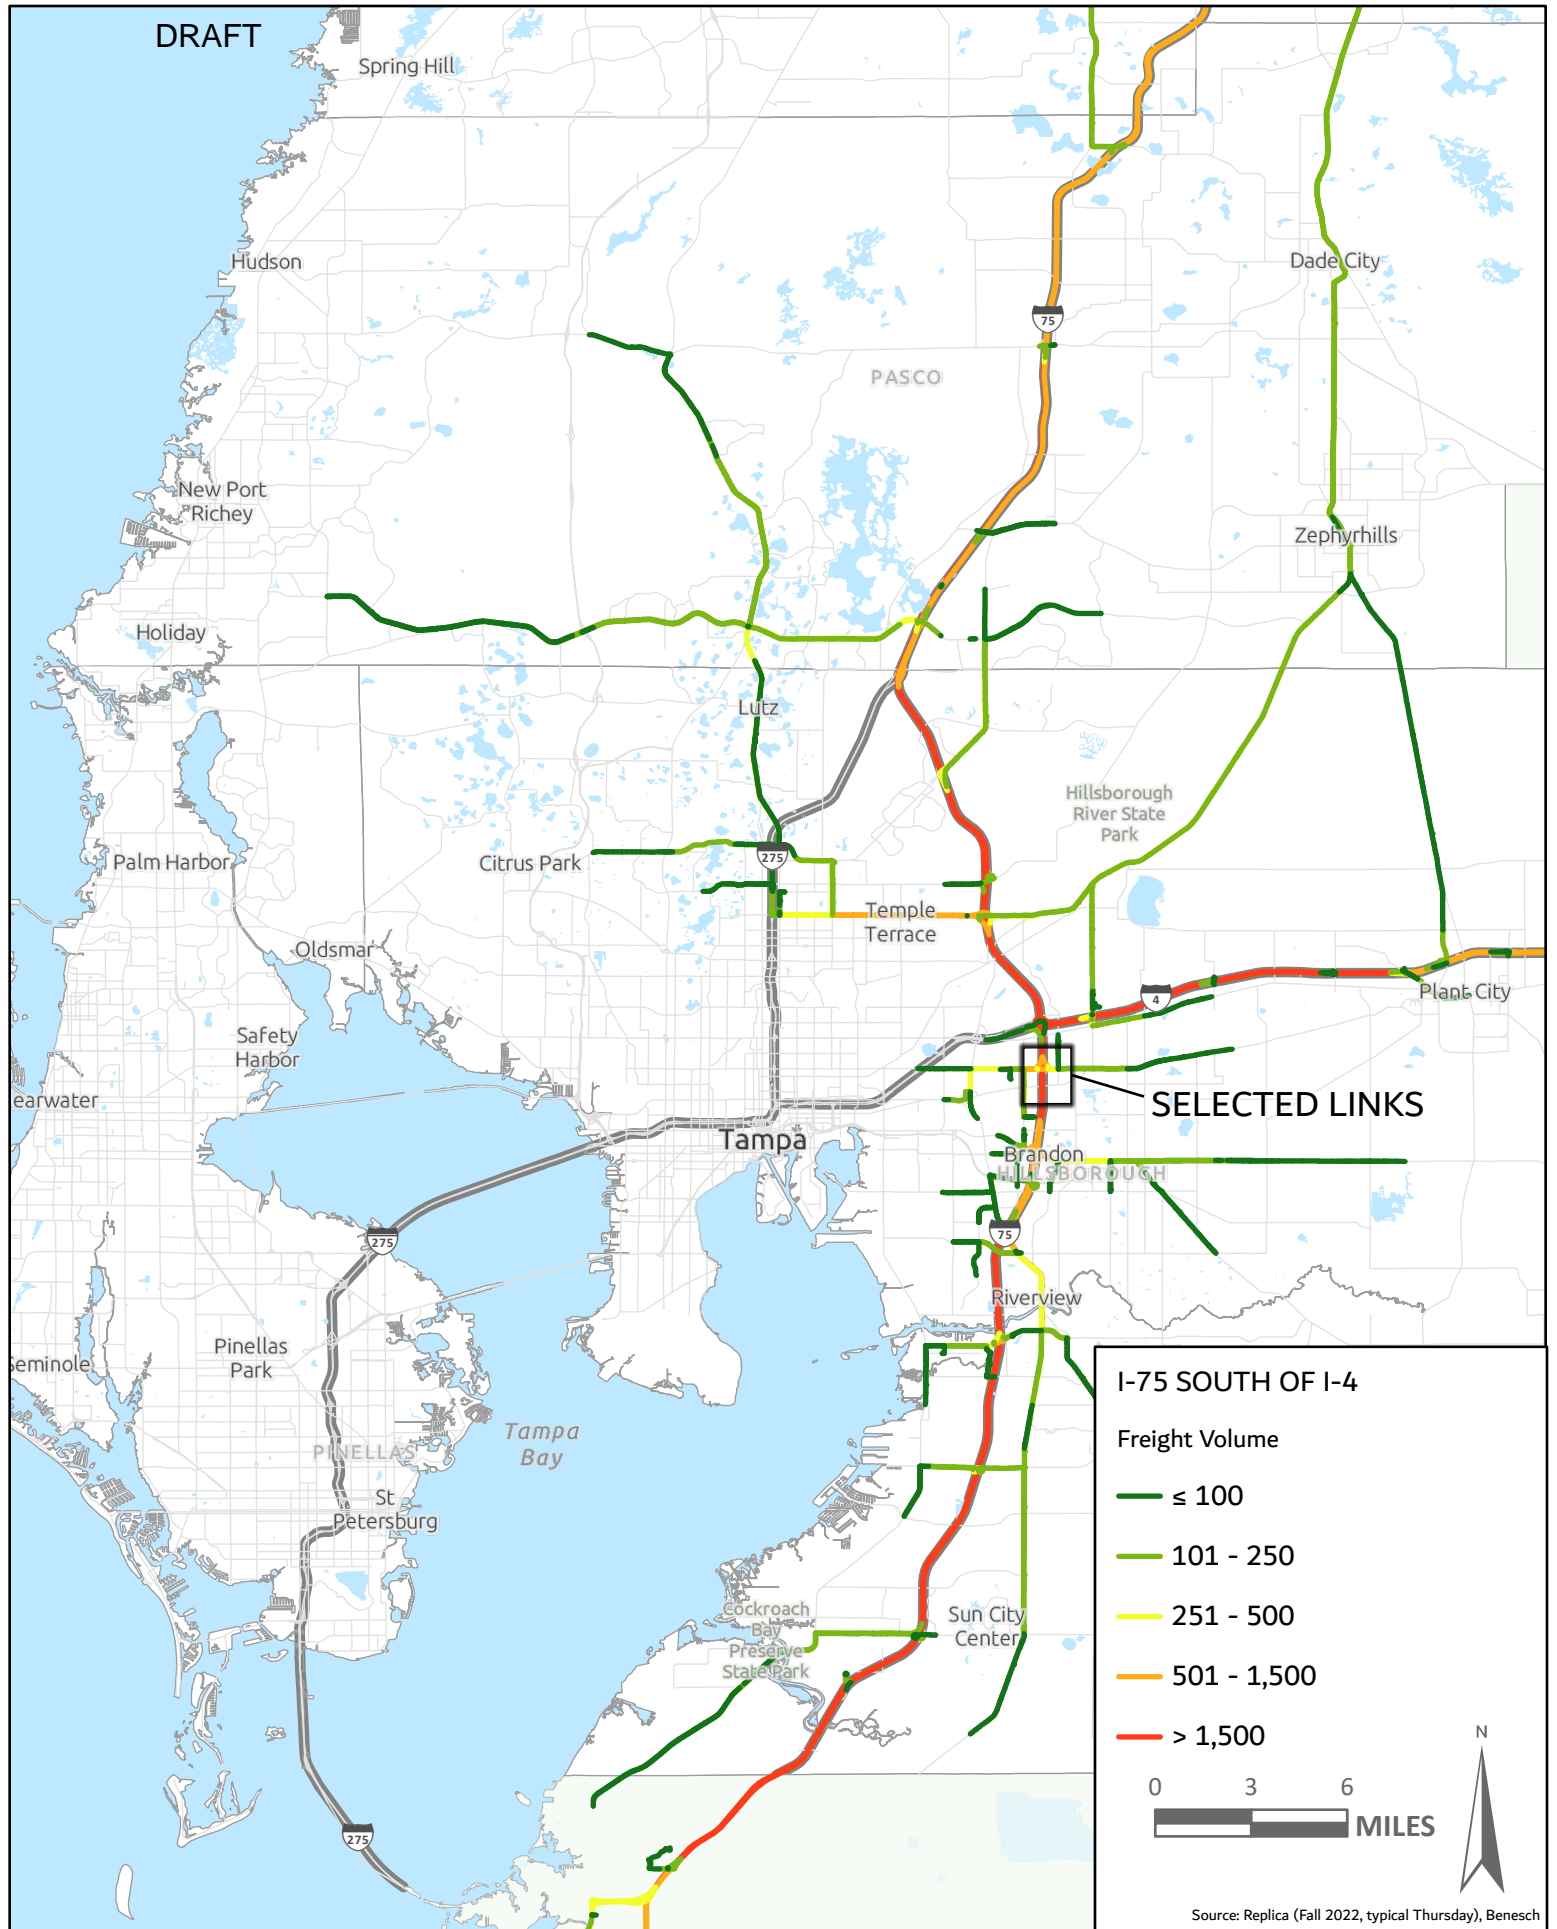 DRAFT
Spring Hill
Hudson
Dade City
75
PASCO
New Port
Richey
Zephyrhills
Holiday
Lutz
Hillsborough
River State
Park
Palm Harbor
Citrus Park
275
Temple
Terrace
Oldsmar
4
Plant City
Safety
Harbor
earwater
SELECTED LINKS
Tampa
Brandon
HILLSBOROUGH
275
75
Riverview
Pinellas
Park
Seminole
Tampa
Bay
PINELLAS
St
Petersburg
Cockroach
Bay
Preserve
State Park
Sun City
Center
275
I-75 SOUTH OF I-4
Freight Volume
≤ 100
101 - 250
251 - 500
501 - 1,500
> 1,500
N
0 3 6
MILES
Source: Replica (Fall 2022, typical Thursday), Benesch